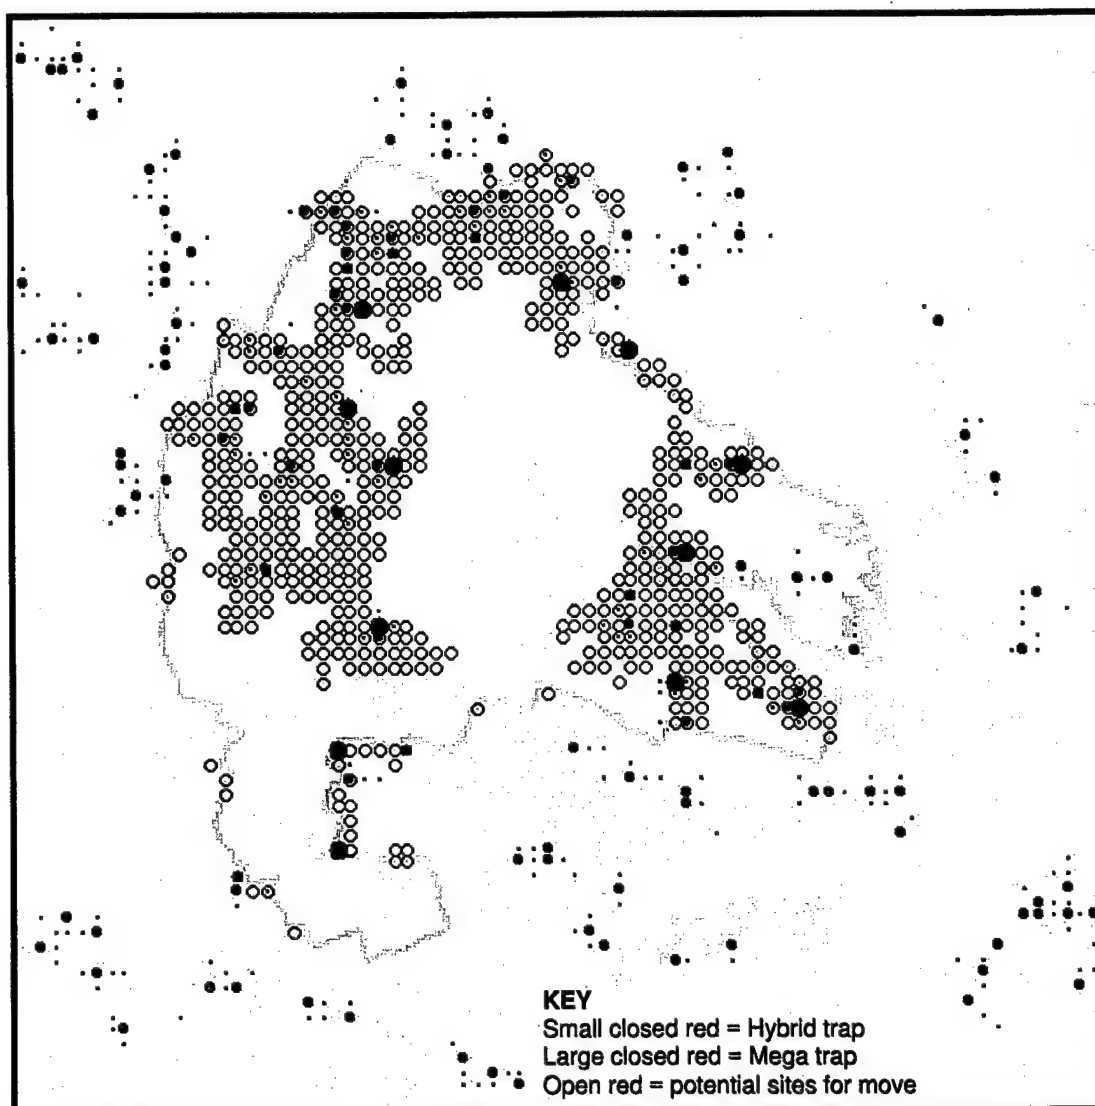 KEY
Small closed red = Hybrid trap
Large closed red = Mega trap
Open red = potential sites for move